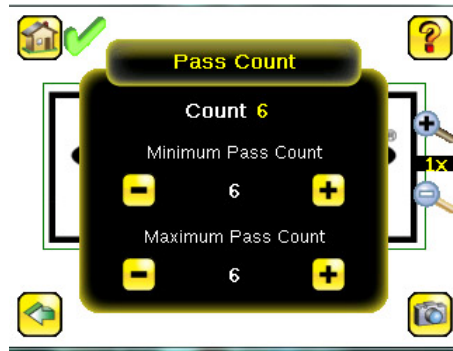 Pass Count
Count 6
Minimum Pass Count
- 6 +
1x
Maximum Pass Count
- 6 +